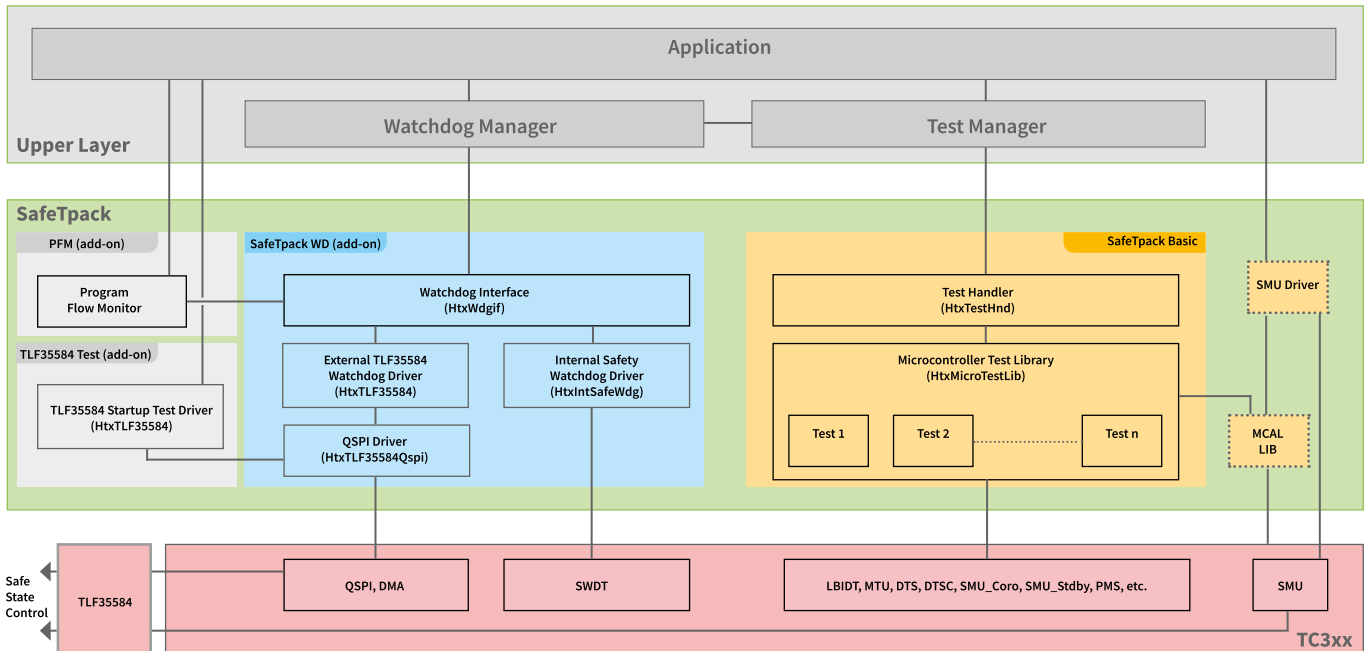 Application
Watchdog Manager
Test Manager
Upper Layer
SafeTpack
PFM (add-on)
Program
Flow Monitor
TLF35584 Test (add-on)
TLF35584 Startup Test Driver
(HtxTLF35584)
SafeTpack WD (add-on)
Watchdog Interface
(HtxWdgif)
External TLF35584
Watchdog Driver
(HtxTLF35584)
Internal Safety
Watchdog Driver
(HtxIntSafeWdg)
QSPI Driver
(HtxTLF35584Qspi)
SafeTpack Basic
Test Handler
(HtxTestHnd)
Microcontroller Test Library
(HtxMicroTestLib)
Test 1
Test 2
Test n
SMU Driver
MCAL
LIB
Safe
State
Control
TLF35584
QSPI, DMA
SWDT
LBIDT, MTU, DTS, DTSC, SMU_Coro, SMU_Stdby, PMS, etc.
SMU
TC3xx